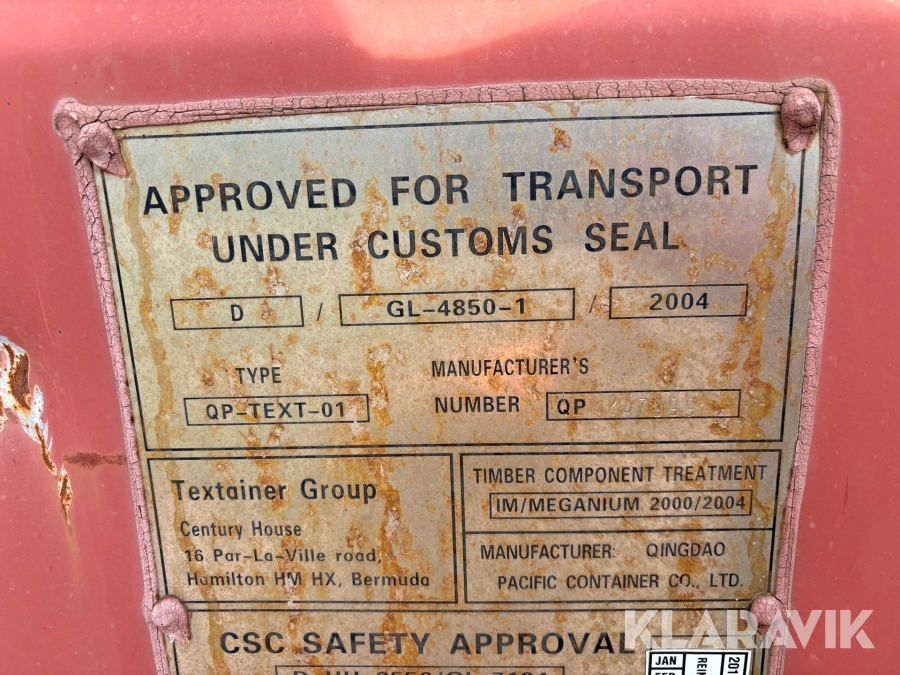 APPROVED FOR TRANSPORT
UNDER CUSTOMS SEAL
D / GL-4850-1 / 2004
TYPE MANUFACTURER'S
QP-TEXT-01 NUMBER QP
Textainer Group
Century House
16 Par-La-Ville road,
Hamilton HM HX, Bermuda
TIMBER COMPONENT TREATMENT
IM/MEGANIUM 2000/2004
MANUFACTURER: QINGDAO
PACIFIC CONTAINER CO., LTD.
CSC SAFETY APPROVAL
JAN
KLARAVIK